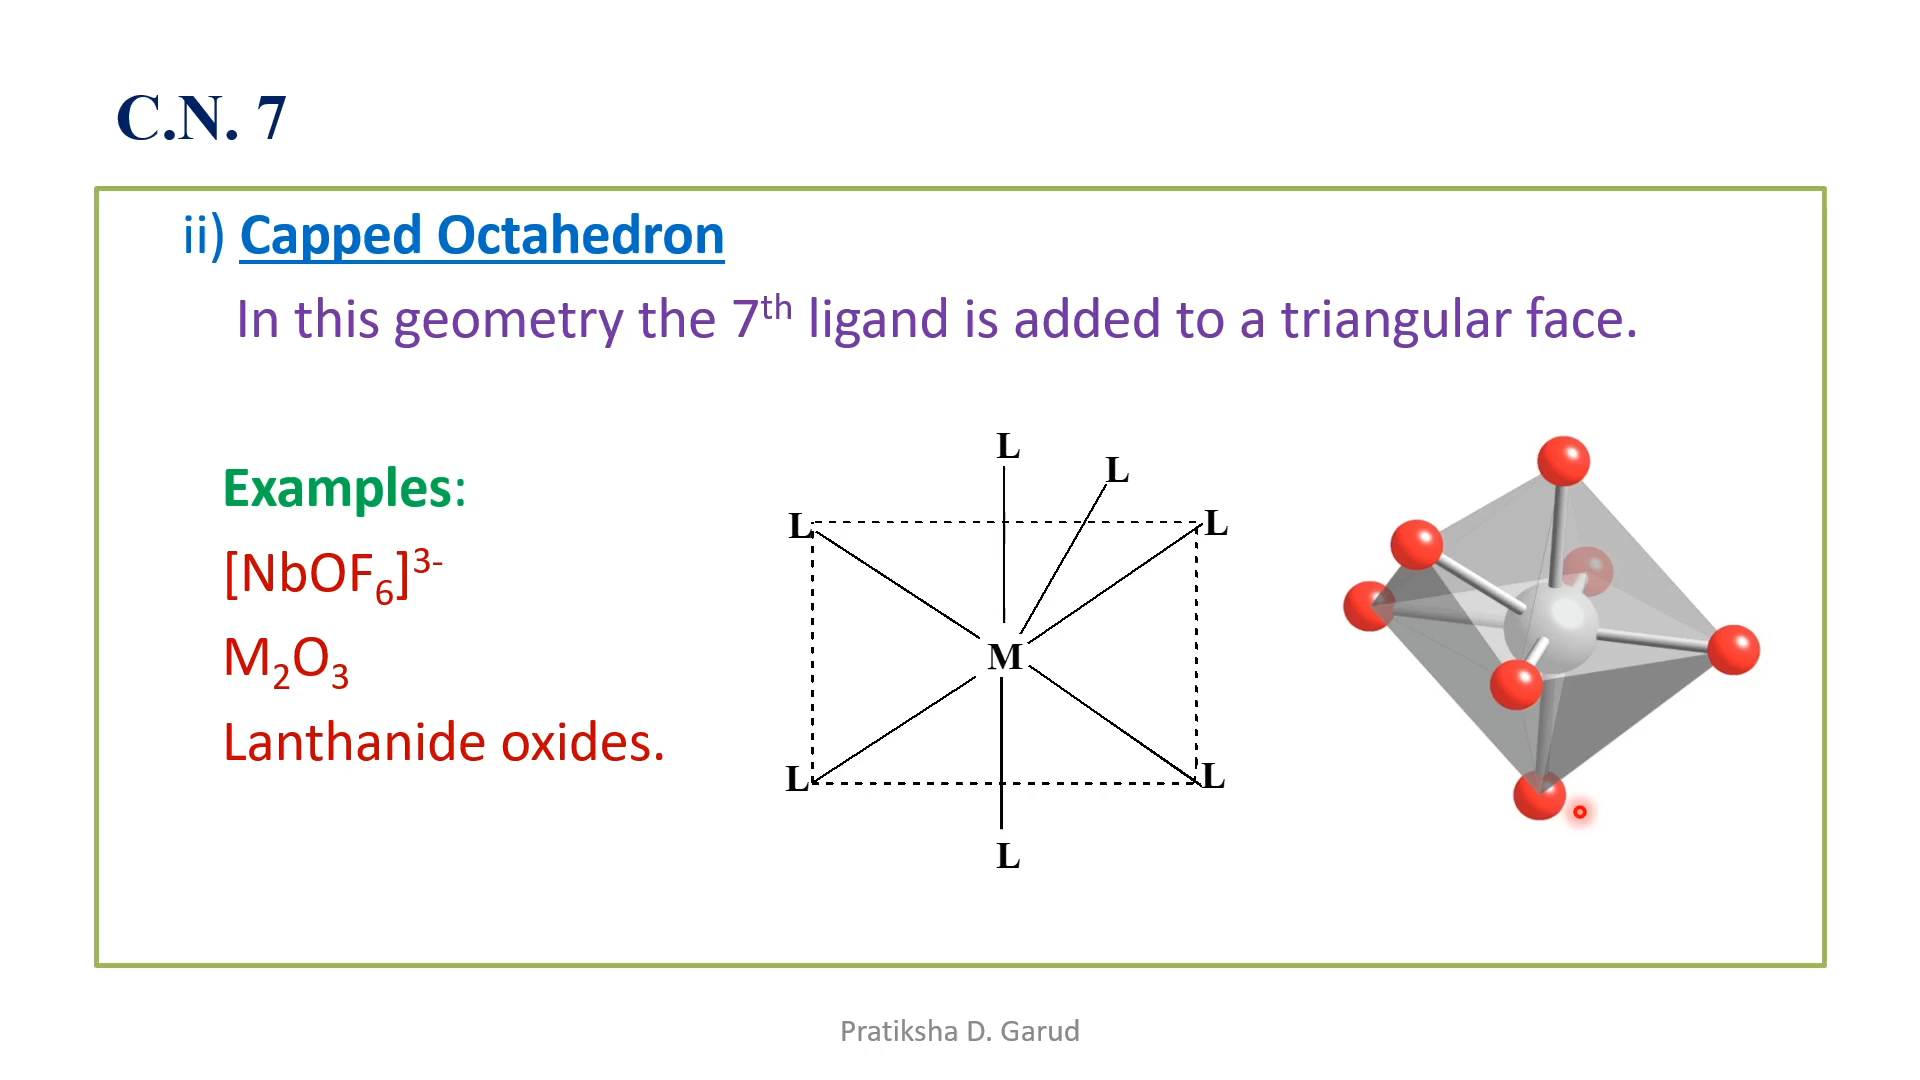 C.N. 7
ii) Capped Octahedron
In this geometry the 7th ligand is added to a triangular face.
Examples:
[NbOF6]3-
M2O3
Lanthanide oxides.
L
L
L
L
M
L
L
L
Pratiksha D. Garud